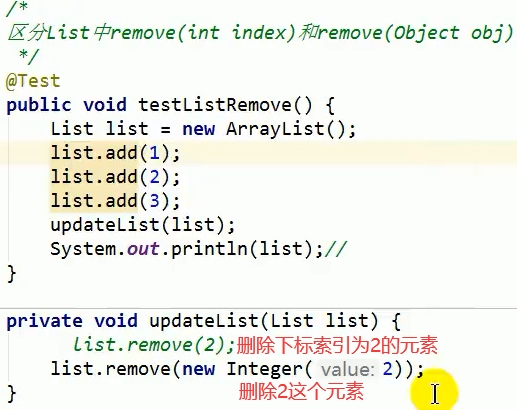 /*
区分List中remove(int index)和remove(Object obj)
*/
@Test
public void testListRemove() {
List list = new ArrayList();
list.add(1);
list.add(2);
list.add(3);
updateList(list);
System.out.println(list);//
}
private void updateList(List list) {
list.remove(2);删除下标索引为2的元素
list.remove(new Integer( value: 2));
删除2这个元素
}